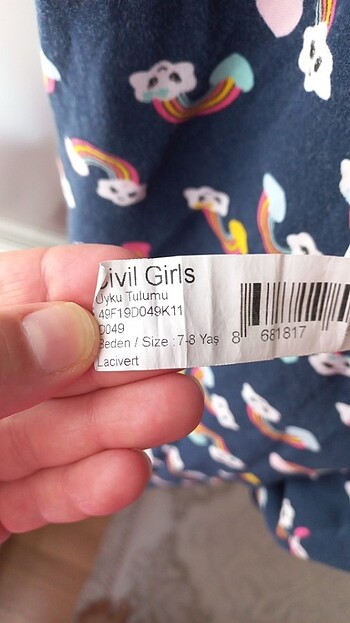 Civil Girls
Uyku Tulumu
49F19D049K11
D049
Beden / Size : 7-8 Yaş
Lacivert
8 681817